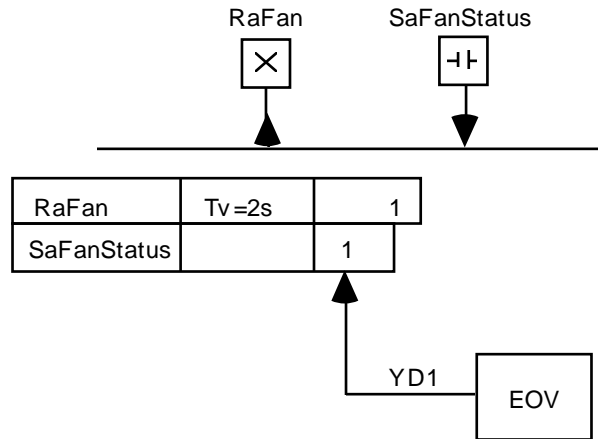 RaFan SaFanStatus
RaFan Tv=2s 1
SaFanStatus 1
YD1
EOV